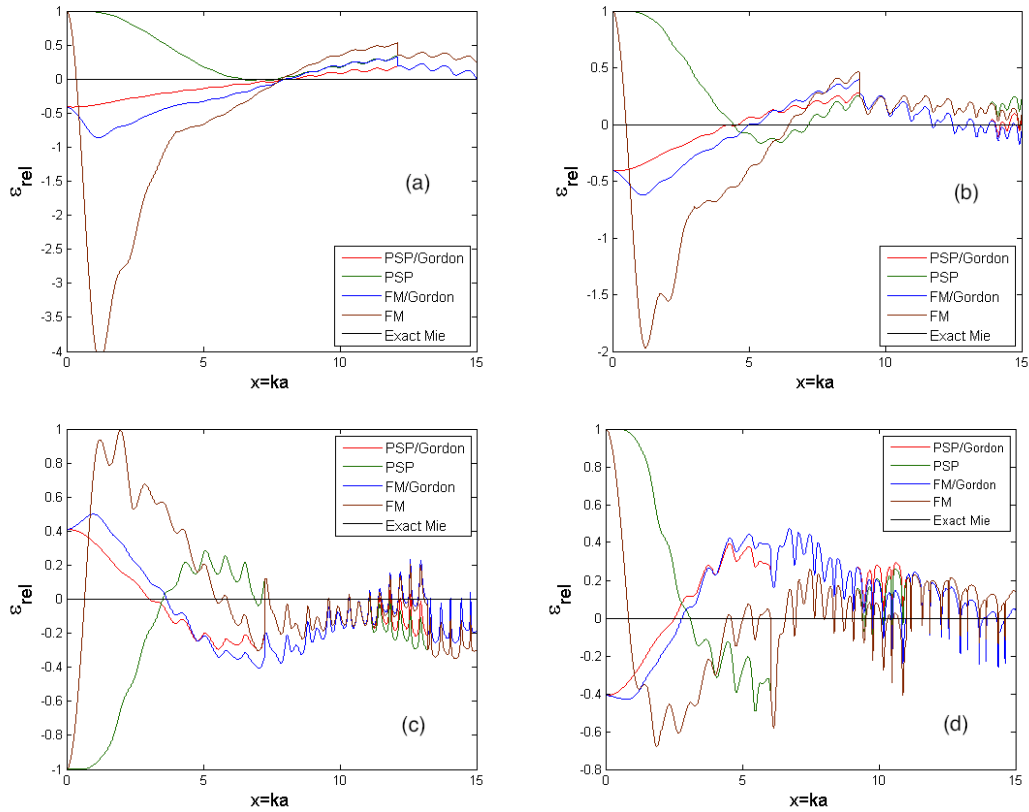 1
0.5
0
-0.5
-1
-1.5
-2
-2.5
-3
-3.5
-4
0
5
10
15
εrel
x=ka
(a)
PSP/Gordon
PSP
FM/Gordon
FM
Exact Mie
1
0.5
0
-0.5
-1
-1.5
-2
0
5
10
15
εrel
x=ka
(b)
PSP/Gordon
PSP
FM/Gordon
FM
Exact Mie
1
0.8
0.6
0.4
0.2
0
-0.2
-0.4
-0.6
-0.8
-1
0
5
10
15
εrel
x=ka
(c)
PSP/Gordon
PSP
FM/Gordon
FM
Exact Mie
1
0.8
0.6
0.4
0.2
0
-0.2
-0.4
-0.6
-0.8
0
5
10
15
εrel
x=ka
(d)
PSP/Gordon
PSP
FM/Gordon
FM
Exact Mie